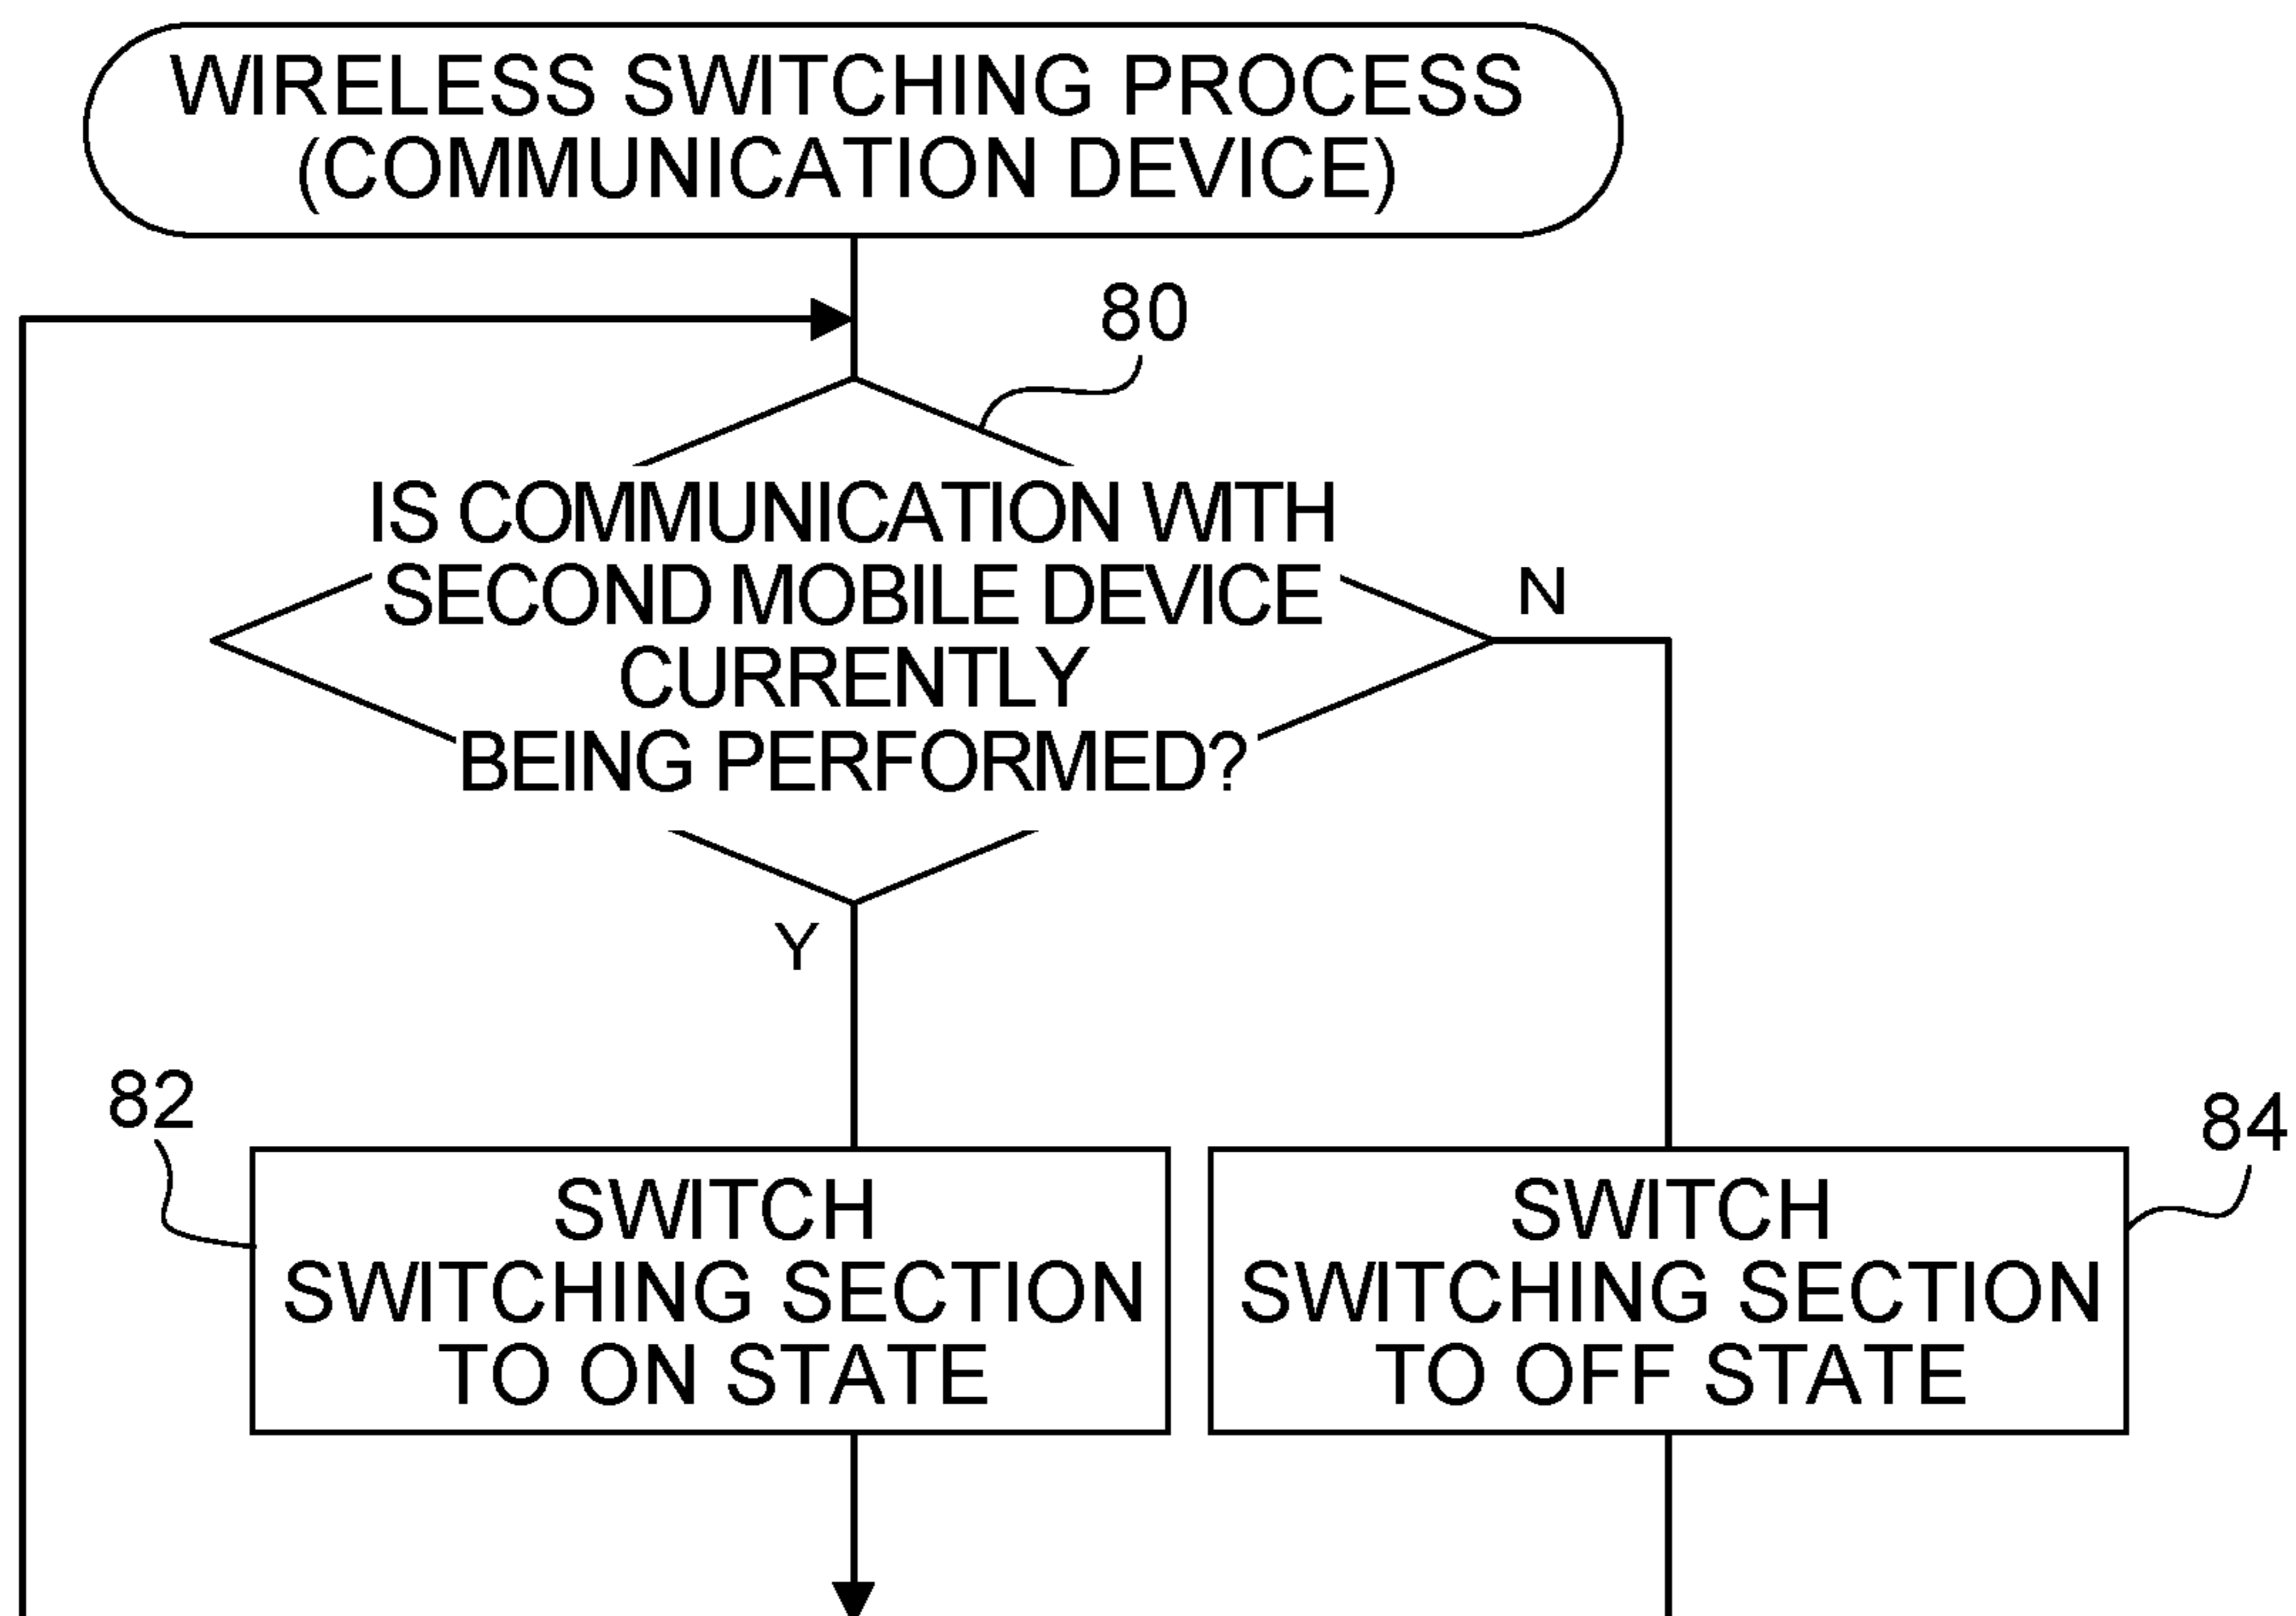 WIRELESS SWITCHING PROCESS
(COMMUNICATION DEVICE)
80
IS COMMUNICATION WITH
SECOND MOBILE DEVICE
CURRENTLY
BEING PERFORMED?
N
Y
82
SWITCH
SWITCHING SECTION
TO ON STATE
84
SWITCH
SWITCHING SECTION
TO OFF STATE